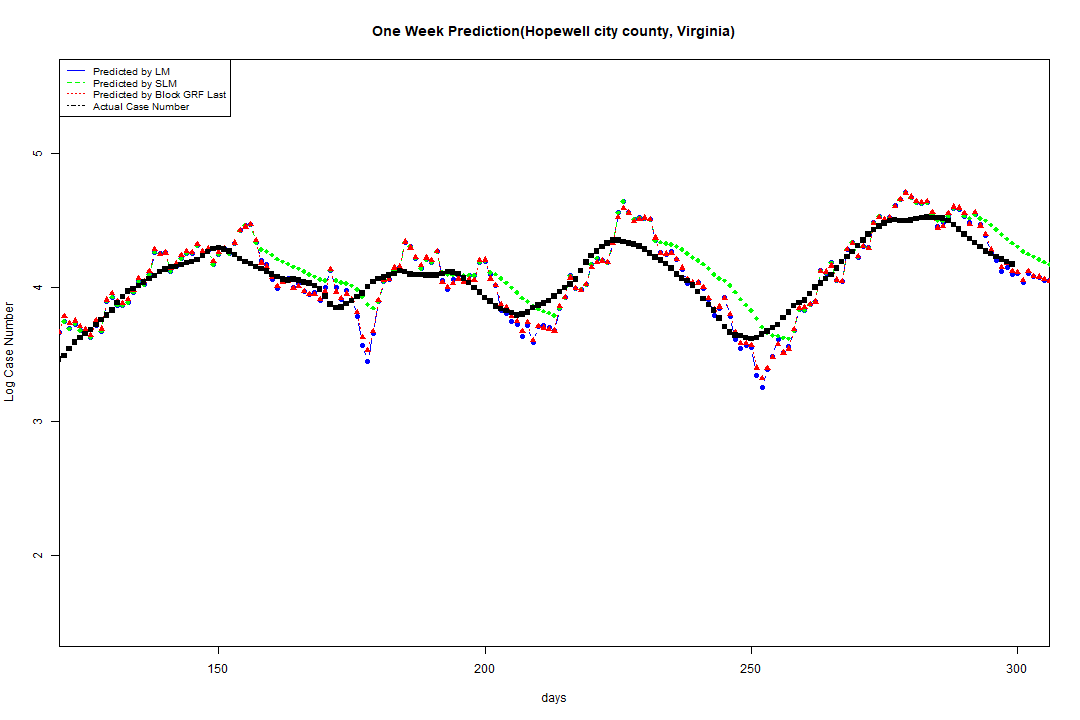 One Week Prediction(Hopewell city county, Virginia)
Predicted by LM
Predicted by SLM
Predicted by Block GRF Last
Actual Case Number
Log Case Number
5
4
3
2
150
200
250
300
days